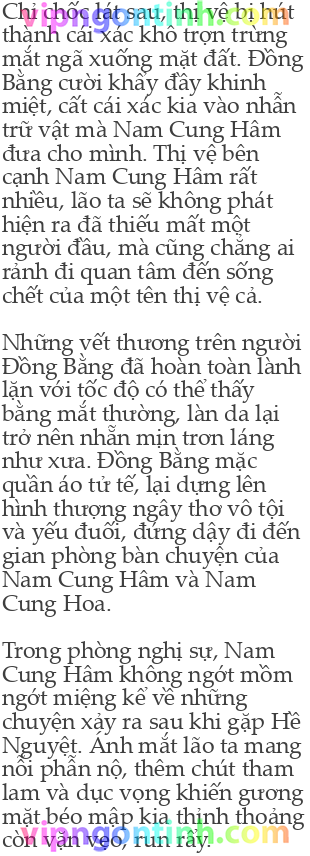 Chỉ chốc lát sau, thị vệ bị hút
thành cái xác khô trợn trừng
mắt ngã xuống mặt đất. Đồng
Bằng cười khẩy đầy khinh
miệt, cất cái xác kia vào nhẫn
trữ vật mà Nam Cung Hâm
đưa cho mình. Thị vệ bên
cạnh Nam Cung Hâm rất
nhiều, lão ta sẽ không phát
hiện ra đã thiếu mất một
người đâu, mà cũng chẳng ai
rảnh đi quan tâm đến sống
chết của một tên thị vệ cả.
Những vết thương trên người
Đồng Bằng đã hoàn toàn lành
lặn với tốc độ có thể thấy
bằng mắt thường, làn da lại
trở nên nhẵn mịn trơn láng
như xưa. Đồng Bằng mặc
quần áo tử tế, lại dựng lên
hình thượng ngây thơ vô tội
và yếu đuối, đứng dậy đi đến
gian phòng bàn chuyện của
Nam Cung Hâm và Nam
Cung Hoa.
Trong phòng nghị sự, Nam
Cung Hâm không ngớt mồm
ngớt miệng kể về những
chuyện xảy ra sau khi gặp Hề
Nguyệt. Ánh mắt lão ta mang
nỗi phẫn nộ, thêm chút tham
lam và dục vọng khiến gương
mặt béo mập kia thỉnh thoảng
còn vặn vẹo, run rẩy.
vipngontinh.com
vipngontinh.com